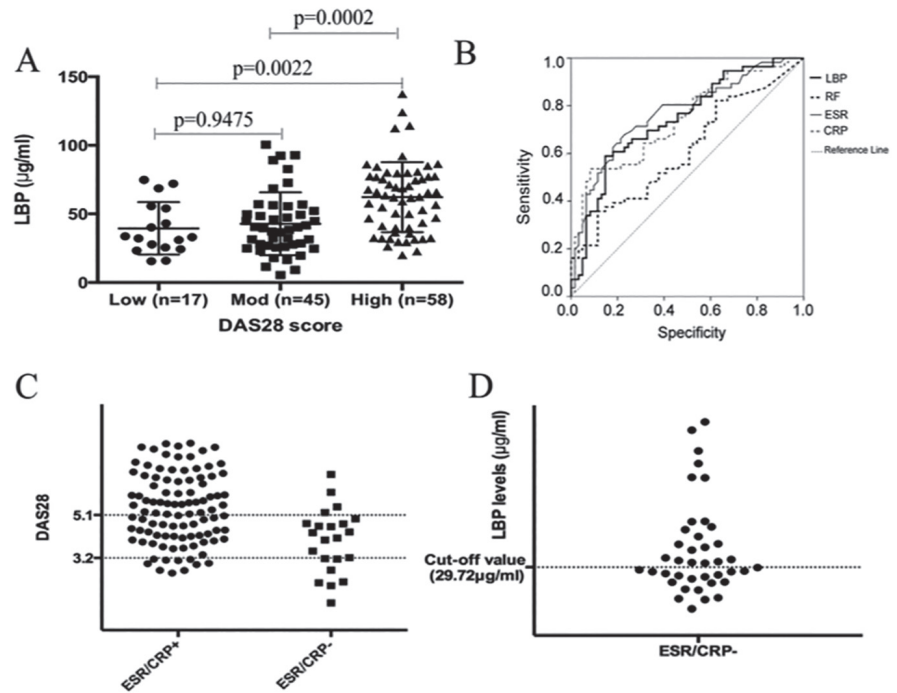 A
p=0.0002
p=0.0022
p=0.9475
LBP (μg/ml)
150
100
50
0
Low (n=17) Mod (n=45) High (n=58)
DAS28 score
B
Sensitivity
1.0
0.8
0.6
0.4
0.2
0.0
0.0 0.2 0.4 0.6 0.8 1.0
Specificity
LBP
RF
ESR
CRP
Reference Line
C
DAS28
5.1
3.2
ESR/CRP+ ESR/CRP-
D
LBP levels (μg/ml)
Cut-off value
(29.72μg/ml)
ESR/CRP-